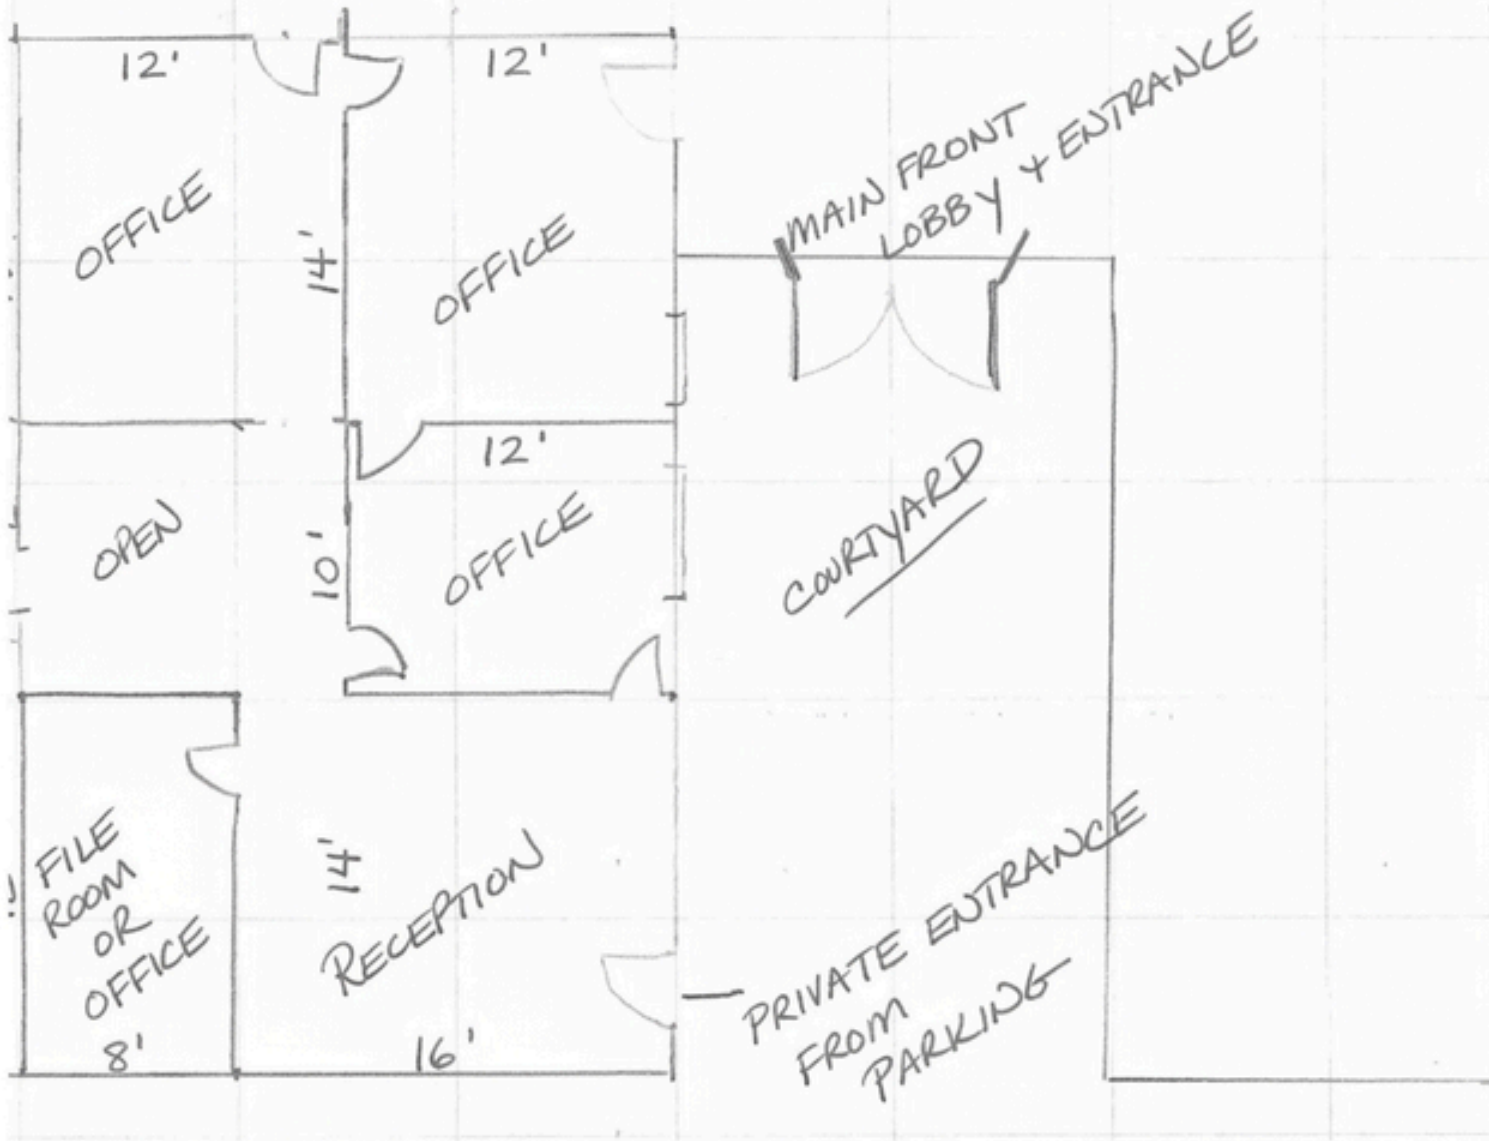 12'
12'
MAIN FRONT
LOBBY + ENTRANCE
OFFICE
14'
OFFICE
12'
OPEN
10'
OFFICE
COURTYARD
FILE
ROOM
OR
OFFICE
8'
14'
RECEPTION
16'
PRIVATE ENTRANCE
FROM
PARKING